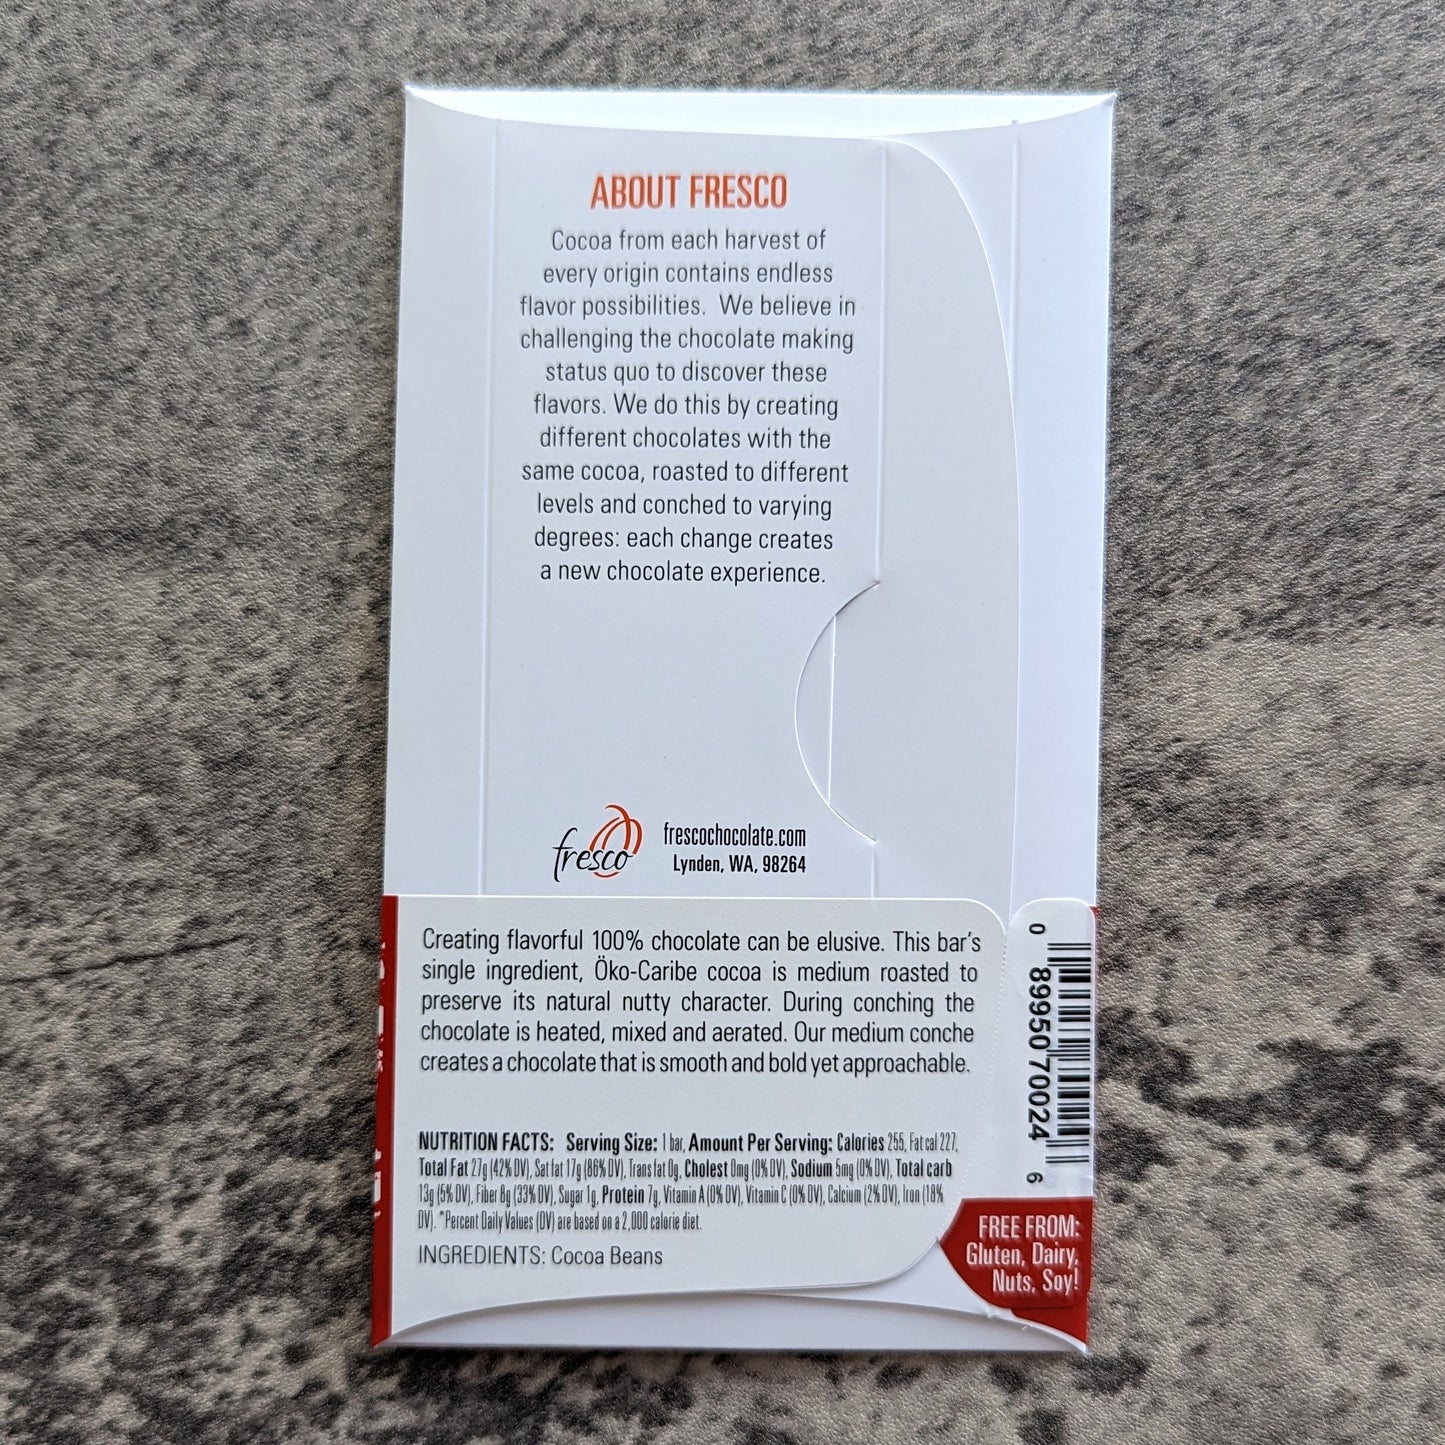 ABOUT FRESCO
Cocoa from each harvest of
every origin contains endless
flavor possibilities. We believe in
challenging the chocolate making
status quo to discover these
flavors. We do this by creating
different chocolates with the
same cocoa, roasted to different
levels and conched to varying
degrees: each change creates
a new chocolate experience.
fresco
frescochocolate.com
Lynden, WA, 98264
Creating flavorful 100% chocolate can be elusive. This bar's
single ingredient, Öko-Caribe cocoa is medium roasted to
preserve its natural nutty character. During conching the
chocolate is heated, mixed and aerated. Our medium conche
creates a chocolate that is smooth and bold yet approachable.
NUTRITION FACTS: Serving Size: 1 bar, Amount Per Serving: Calories 255, Fat cal 227,
Total Fat 27g (42% DV), Sat fat 17g (86% DV), Trans fat 0g, Cholest 0mg (0% DV), Sodium 5mg (0% DV), Total carb
13g (5% DV), Fiber 8g (33% DV), Sugar 1g, Protein 7g, Vitamin A (0% DV), Vitamin C (0% DV), Calcium (2% DV), Iron (18%
DV). *Percent Daily Values (DV) are based on a 2,000 calorie diet.
INGREDIENTS: Cocoa Beans
0 89950 70024 6
FREE FROM:
Gluten, Dairy,
Nuts, Soy!